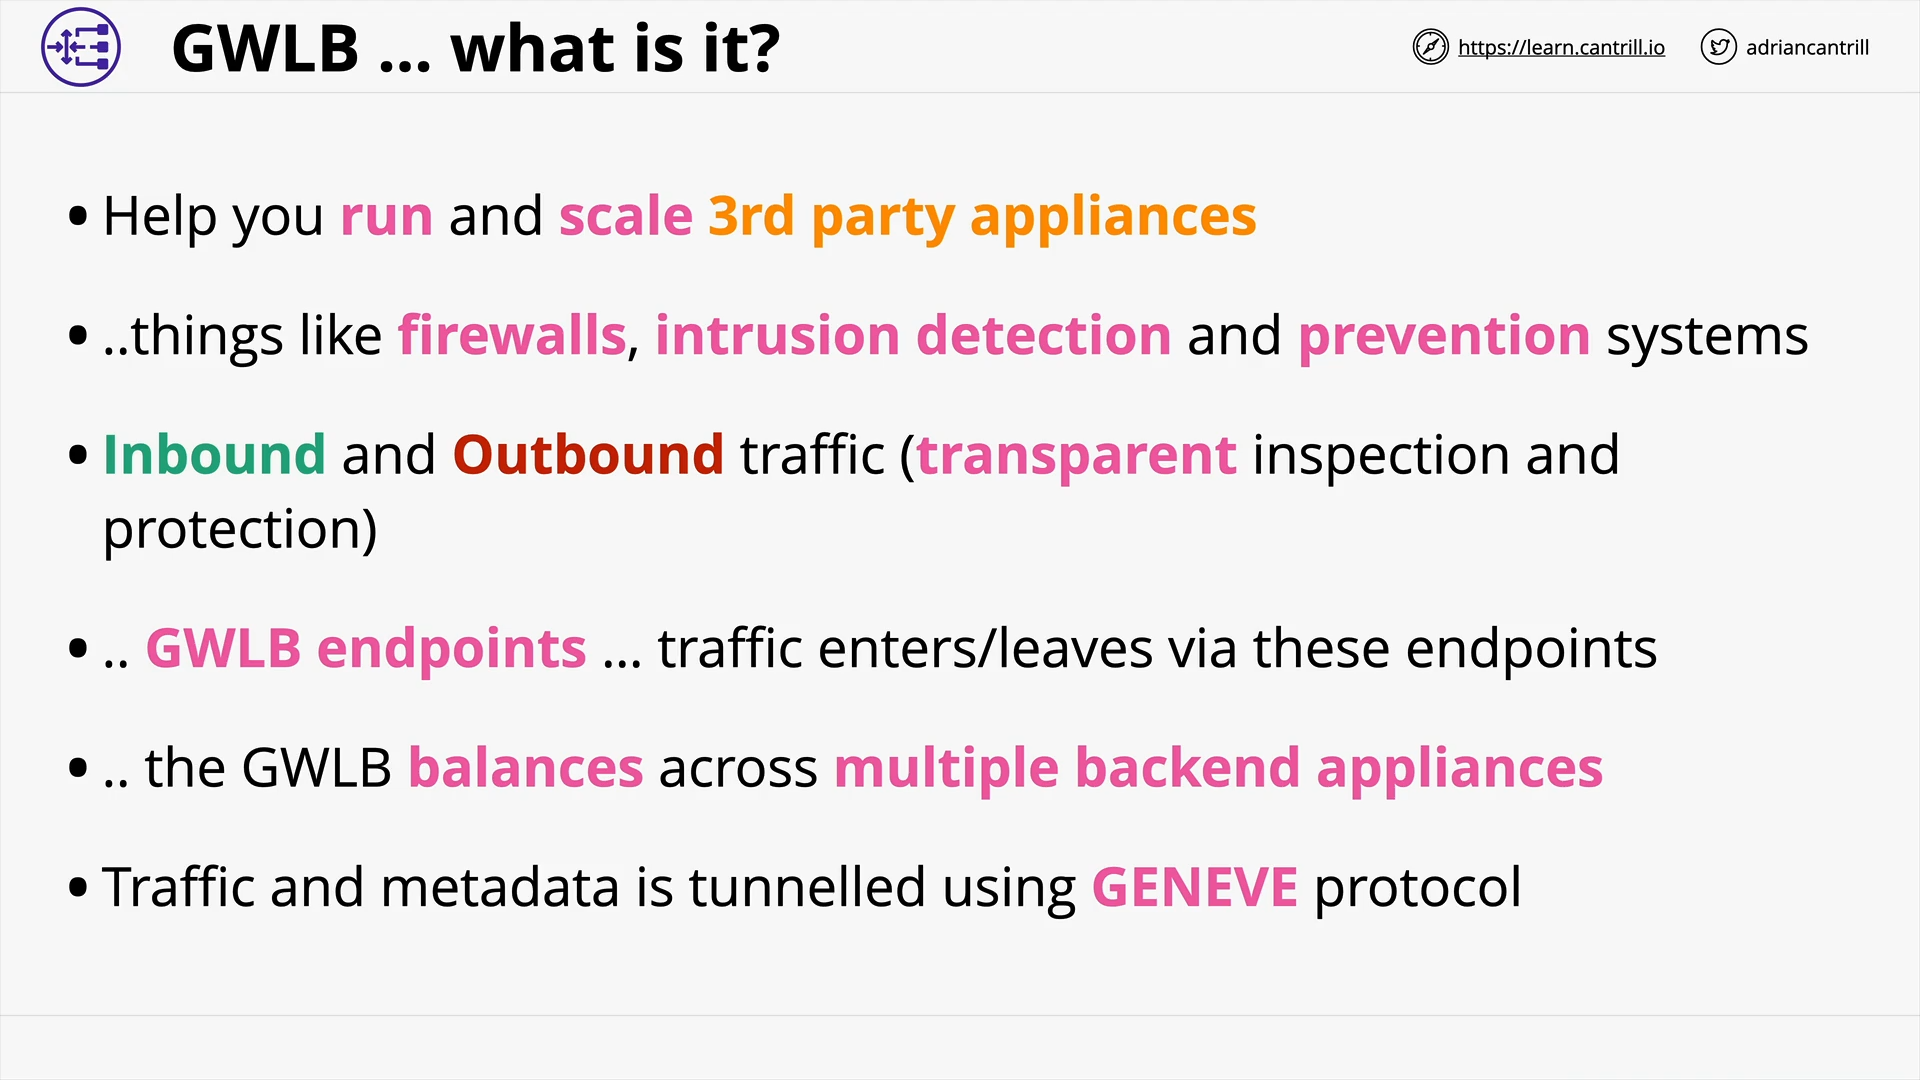 GWLB ... what is it?
https://learn.cantrill.io
adriancantrill
• Help you run and scale 3rd party appliances
• ..things like firewalls, intrusion detection and prevention systems
• Inbound and Outbound traffic (transparent inspection and
protection)
• .. GWLB endpoints ... traffic enters/leaves via these endpoints
• .. the GWLB balances across multiple backend appliances
• Traffic and metadata is tunnelled using GENEVE protocol